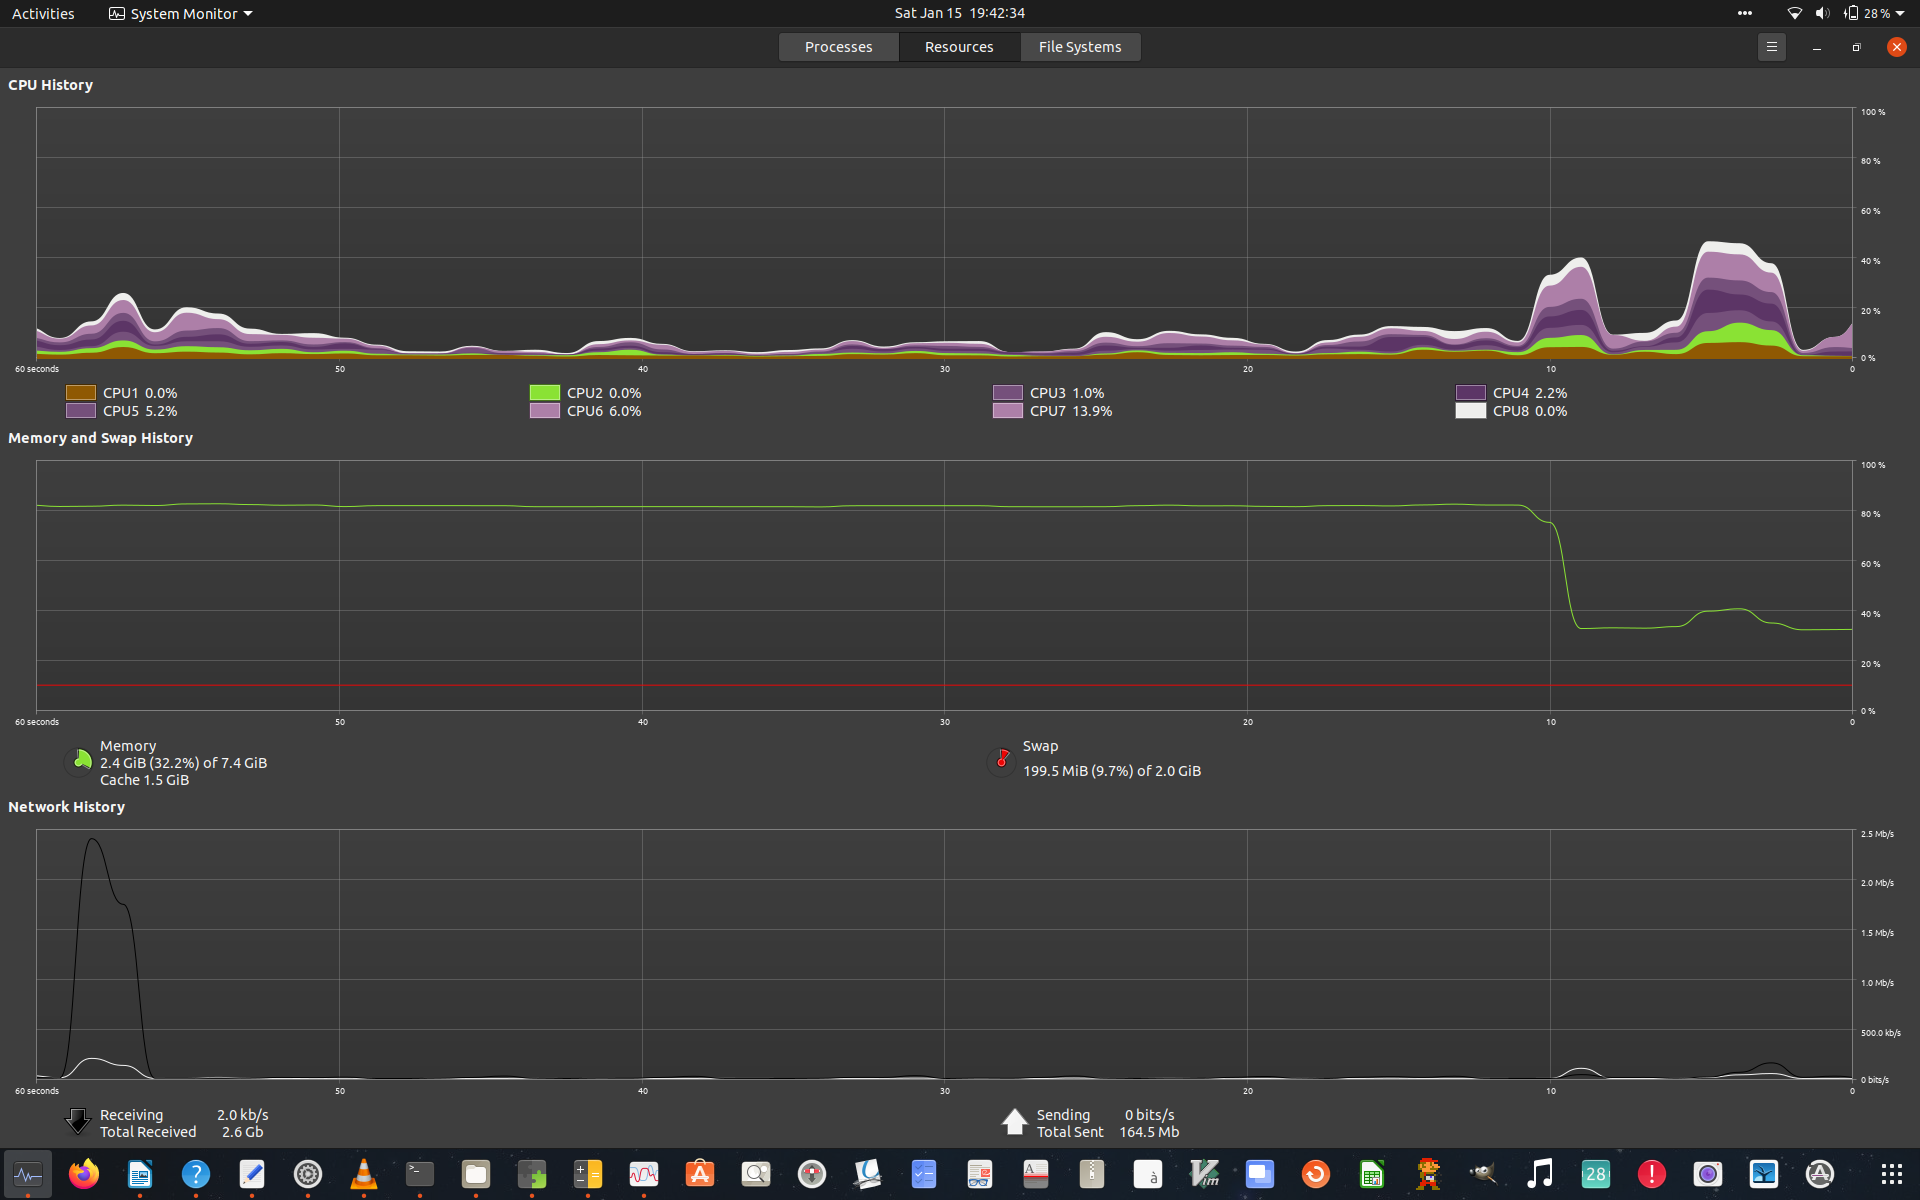 Activities System Monitor Sat Jan 15 19:42:34 28 %
Processes Resources File Systems
CPU History
100 %
80 %
60 %
40 %
20 %
0 %
60 seconds 50 40 30 20 10 0
CPU1 0.0% CPU2 0.0% CPU3 1.0% CPU4 2.2%
CPU5 5.2% CPU6 6.0% CPU7 13.9% CPU8 0.0%
Memory and Swap History
100 %
80 %
60 %
40 %
20 %
0 %
60 seconds 50 40 30 20 10 0
Memory
2.4 GiB (32.2%) of 7.4 GiB
Cache 1.5 GiB
Swap
199.5 MiB (9.7%) of 2.0 GiB
Network History
2.5 Mb/s
2.0 Mb/s
1.5 Mb/s
1.0 Mb/s
500.0 kb/s
0 bits/s
60 seconds 50 40 30 20 10 0
Receiving 2.0 kb/s
Total Received 2.6 Gb
Sending 0 bits/s
Total Sent 164.5 Mb
? >_ A à Vim 28 !